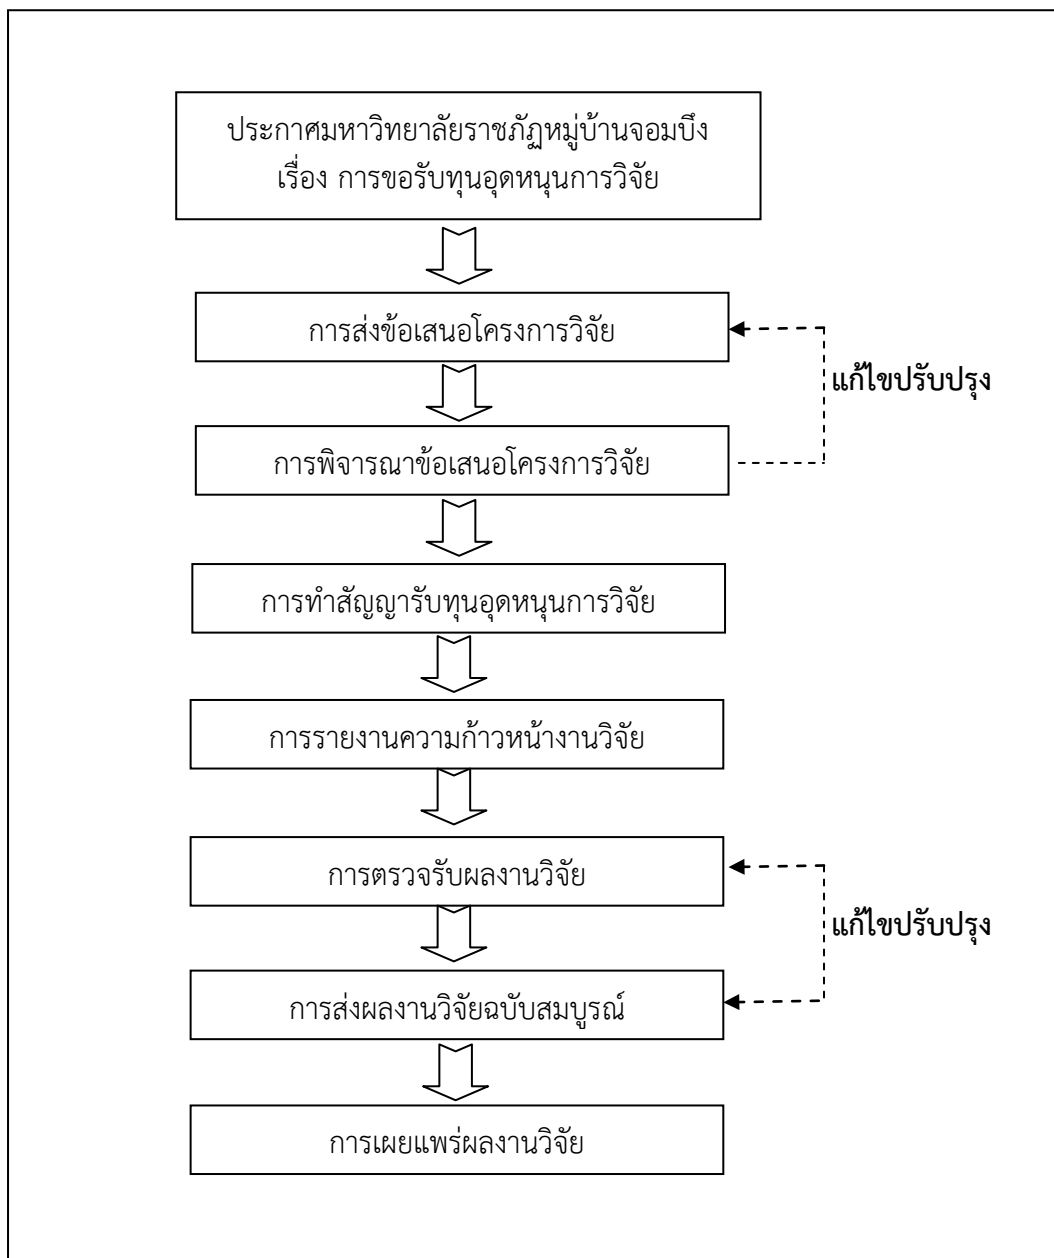 ประกาศมหาวิทยาลัยราชภัฏหมู่บ้านจอมบึง
เรื่อง การขอรับทุนอุดหนุนการวิจัย
การส่งข้อเสนอโครงการวิจัย
แก้ไขปรับปรุง
การพิจารณาข้อเสนอโครงการวิจัย
การทำสัญญารับทุนอุดหนุนการวิจัย
การรายงานความก้าวหน้างานวิจัย
การตรวจรับผลงานวิจัย
แก้ไขปรับปรุง
การส่งผลงานวิจัยฉบับสมบูรณ์
การเผยแพร่ผลงานวิจัย